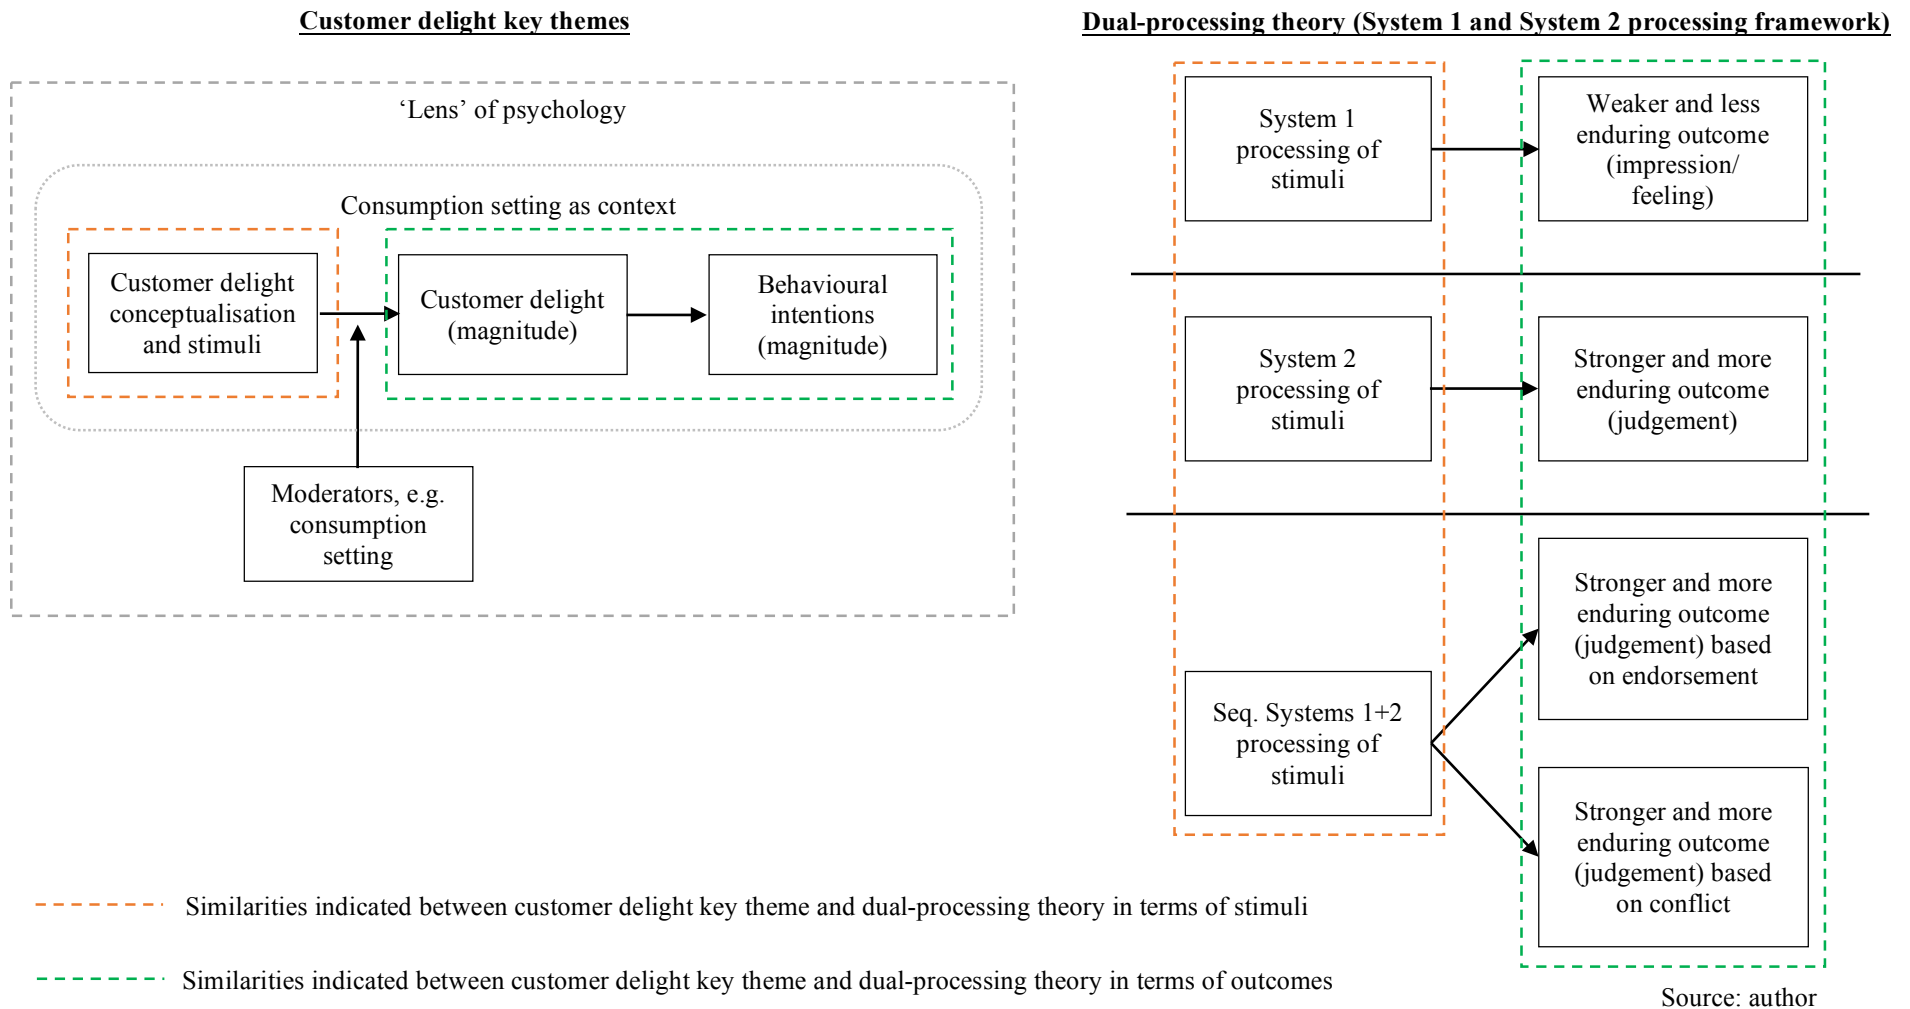 Customer delight key themes
‘Lens’ of psychology
Consumption setting as context
Customer delight
conceptualisation
and stimuli
Customer delight
(magnitude)
Behavioural
intentions
(magnitude)
Moderators, e.g.
consumption
setting
Dual-processing theory (System 1 and System 2 processing framework)
System 1
processing of
stimuli
Weaker and less
enduring outcome
(impression/
feeling)
System 2
processing of
stimuli
Stronger and more
enduring outcome
(judgement)
Seq. Systems 1+2
processing of
stimuli
Stronger and more
enduring outcome
(judgement) based
on endorsement
Stronger and more
enduring outcome
(judgement) based
on conflict
Similarities indicated between customer delight key theme and dual-processing theory in terms of stimuli
Similarities indicated between customer delight key theme and dual-processing theory in terms of outcomes
Source: author